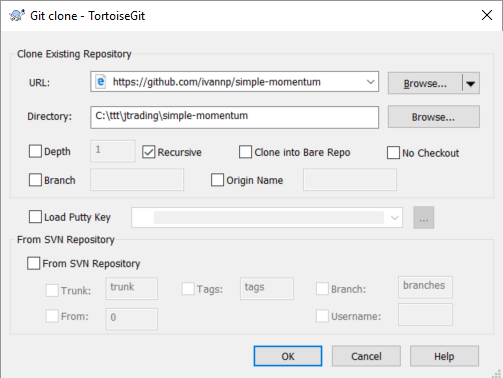 Git clone - TortoiseGit
Clone Existing Repository
URL: https://github.com/ivannp/simple-momentum Browse...
Directory: C:\ttt\jtrading\simple-momentum Browse...
Depth 1 Recursive Clone into Bare Repo No Checkout
Branch Origin Name
Load Putty Key ...
From SVN Repository
From SVN Repository
Trunk: trunk Tags: tags Branch: branches
From: 0 Username:
OK Cancel Help